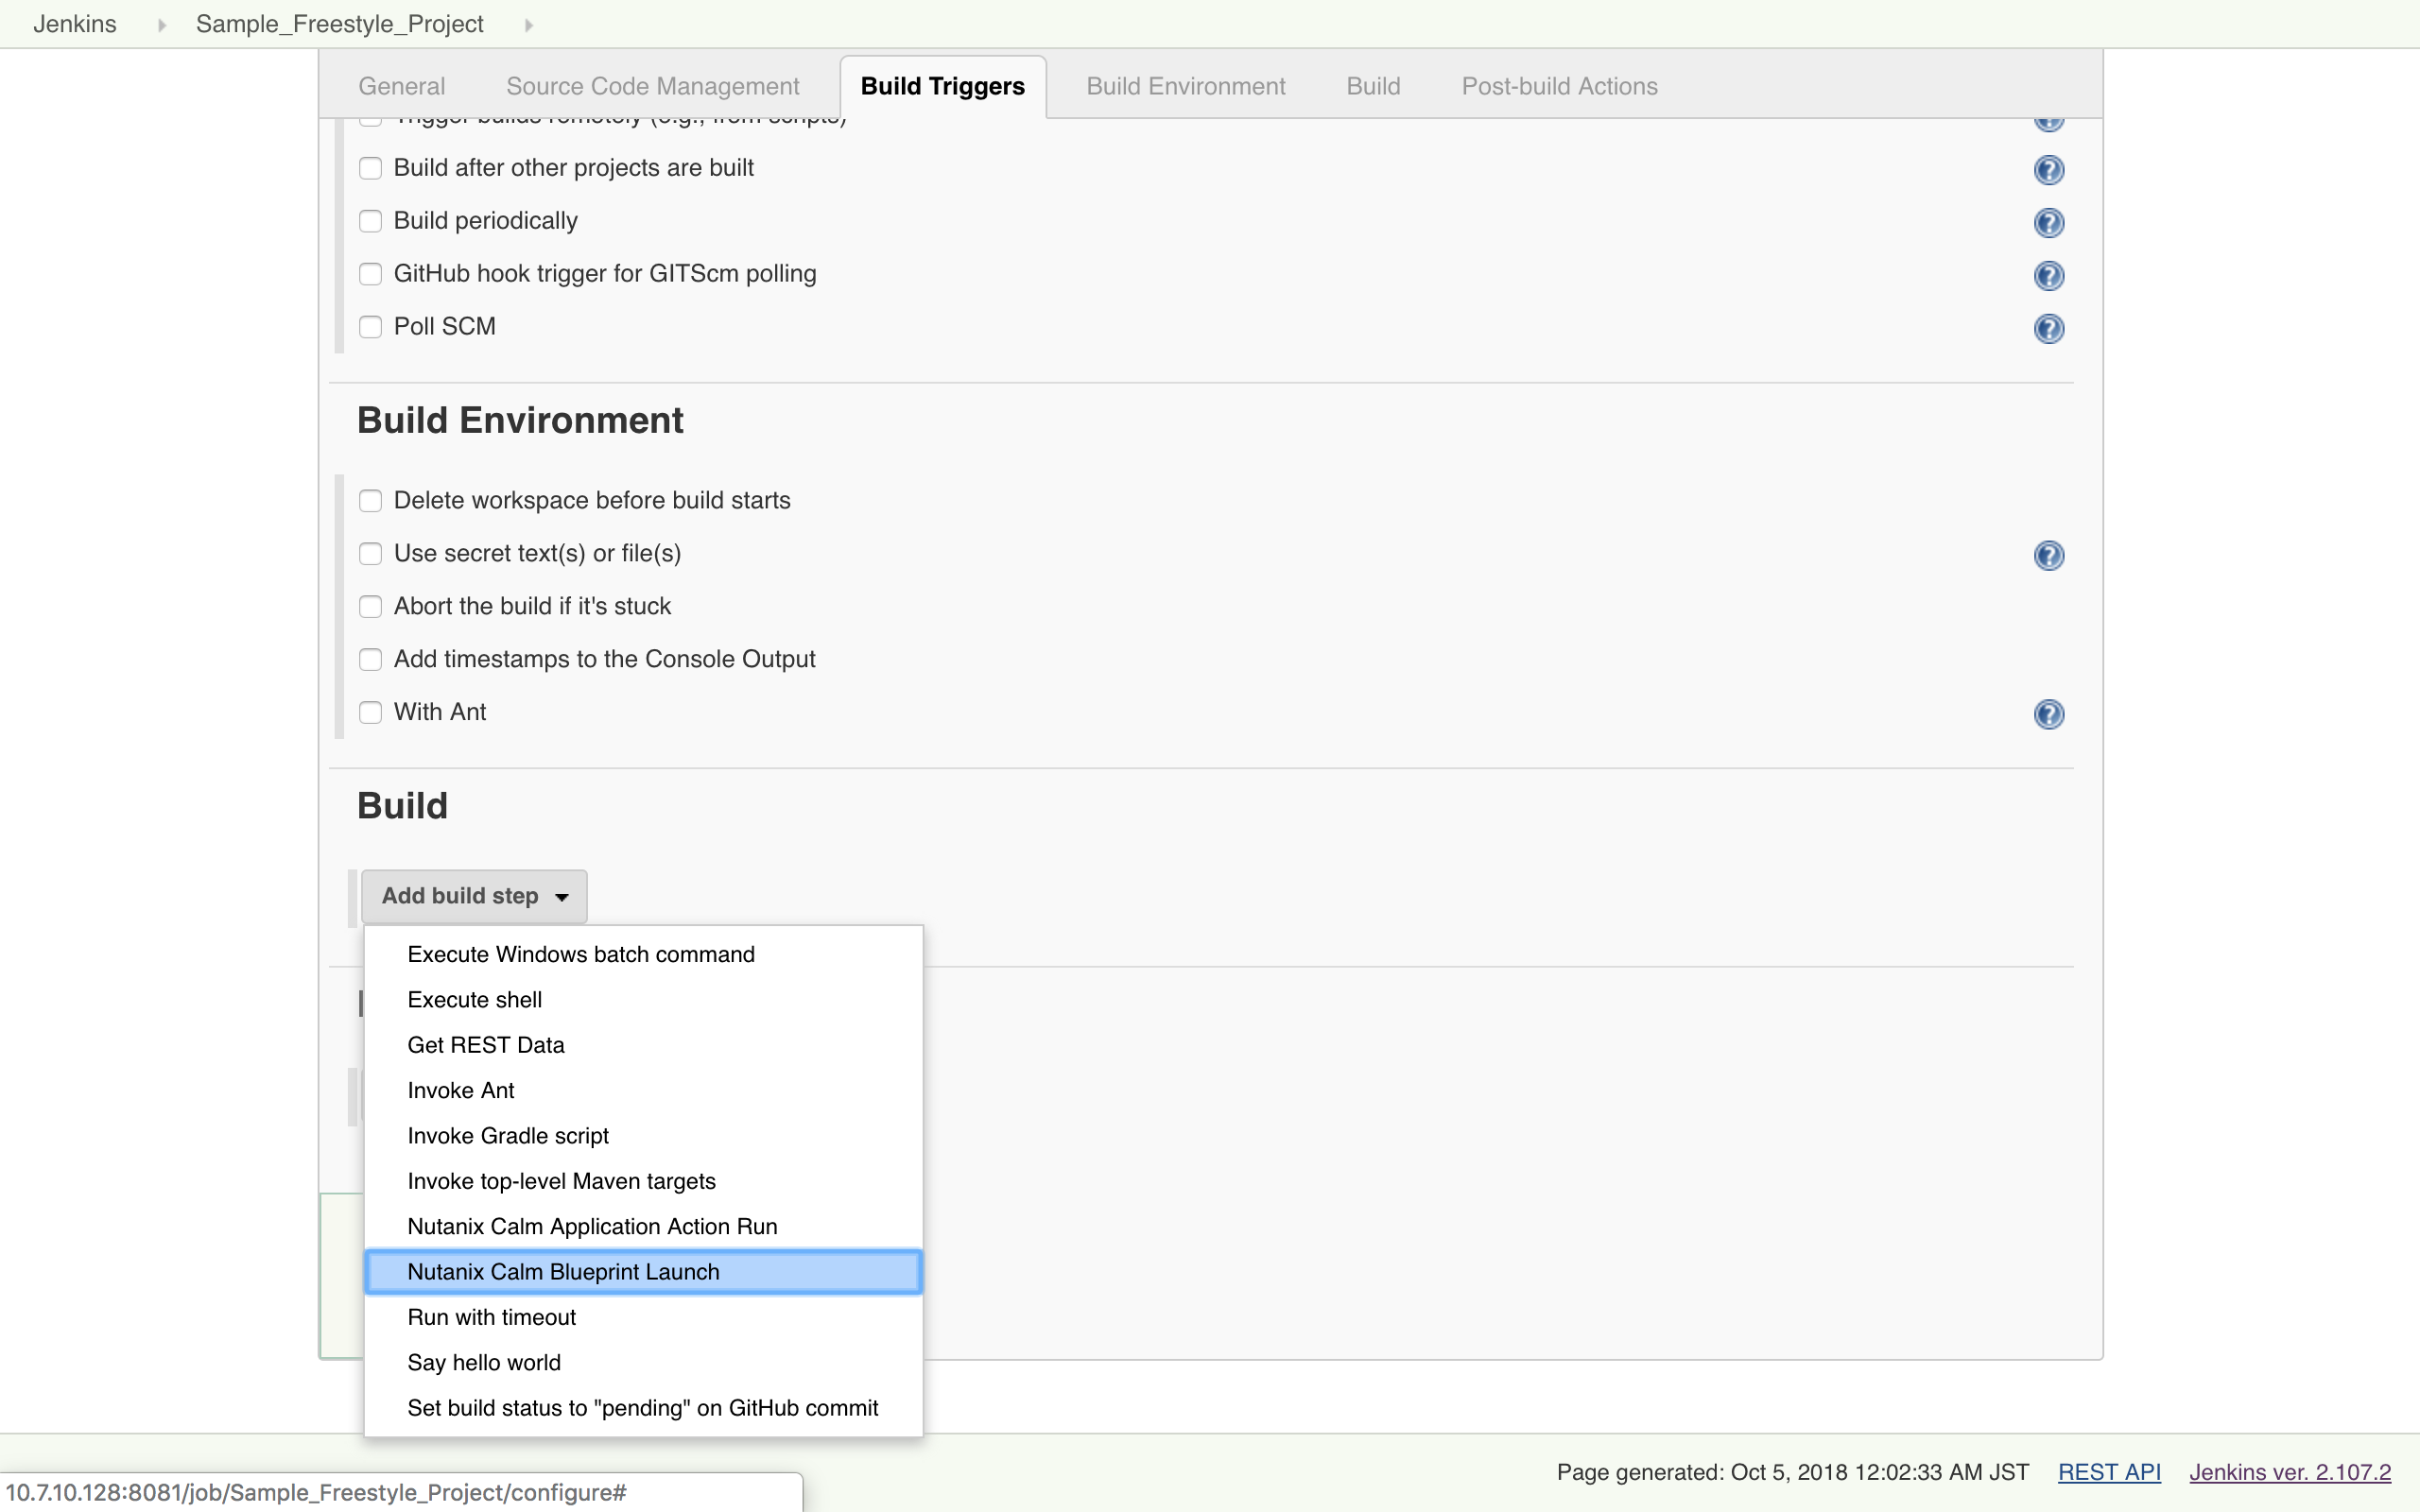 Jenkins Sample_Freestyle_Project
General Source Code Management Build Triggers Build Environment Build Post-build Actions
Trigger builds remotely (e.g., from scripts)
Build after other projects are built
Build periodically
GitHub hook trigger for GITScm polling
Poll SCM
Build Environment
Delete workspace before build starts
Use secret text(s) or file(s)
Abort the build if it's stuck
Add timestamps to the Console Output
With Ant
Build
Add build step
Execute Windows batch command
Execute shell
Get REST Data
Invoke Ant
Invoke Gradle script
Invoke top-level Maven targets
Nutanix Calm Application Action Run
Nutanix Calm Blueprint Launch
Run with timeout
Say hello world
Set build status to "pending" on GitHub commit
Page generated: Oct 5, 2018 12:02:33 AM JST REST API Jenkins ver. 2.107.2
10.7.10.128:8081/job/Sample_Freestyle_Project/configure#